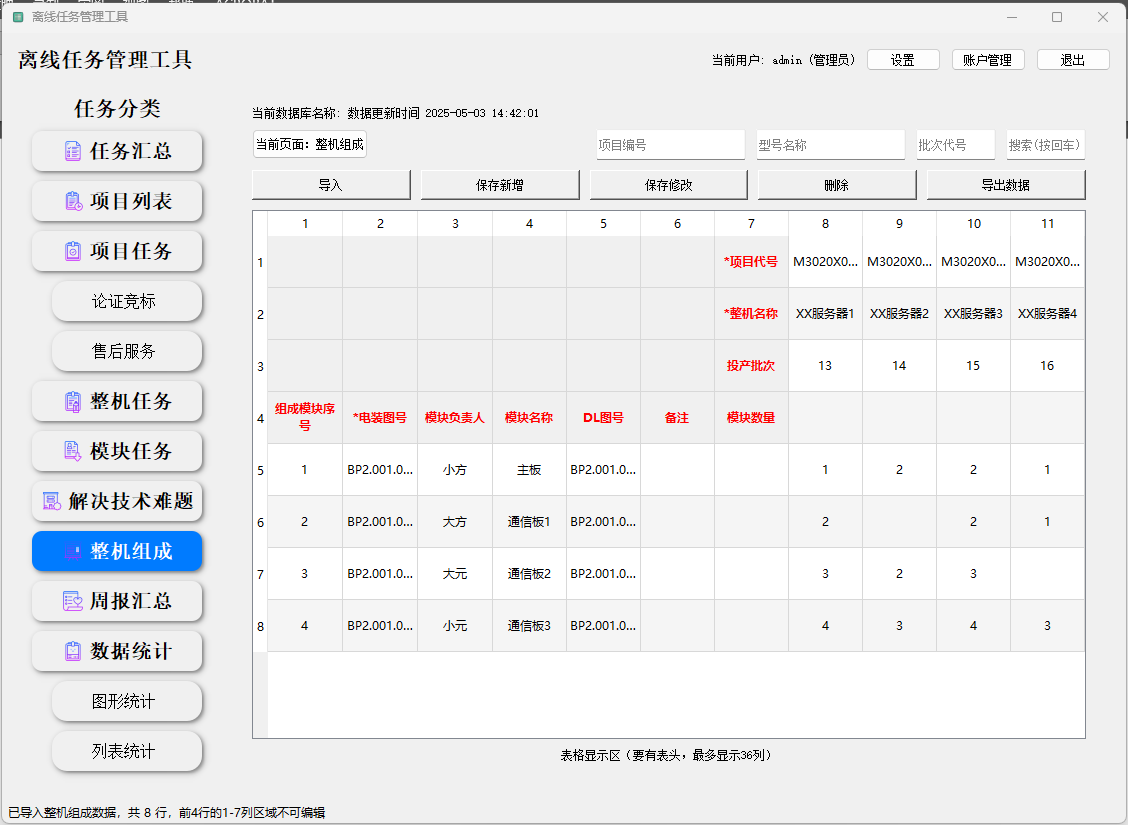 离线任务管理工具
离线任务管理工具
当前用户: admin (管理员) 设置 账户管理 退出
任务分类
任务汇总
项目列表
项目任务
论证竞标
售后服务
整机任务
模块任务
解决技术难题
整机组成
周报汇总
数据统计
图形统计
列表统计
当前数据库名称: 数据更新时间 2025-05-03 14:42:01
当前页面: 整机组成 项目编号 型号名称 批次代号 搜索(按回车)
导入 保存新增 保存修改 删除 导出数据
1 2 3 4 5 6 7 8 9 10 11
1 *项目代号 M3020X0... M3020X0... M3020X0... M3020X0...
2 *整机名称 XX服务器1 XX服务器2 XX服务器3 XX服务器4
3 投产批次 13 14 15 16
4 组成模块序号 *电装图号 模块负责人 模块名称 DL图号 备注 模块数量
5 1 BP2.001.0... 小方 主板 BP2.001.0... 1 2 2 1
6 2 BP2.001.0... 大方 通信板1 BP2.001.0... 2 2 1
7 3 BP2.001.0... 大元 通信板2 BP2.001.0... 3 2 3
8 4 BP2.001.0... 小元 通信板3 BP2.001.0... 4 3 4 3
表格显示区（要有表头，最多显示36列）
已导入整机组成数据，共 8 行，前4行的1-7列区域不可编辑